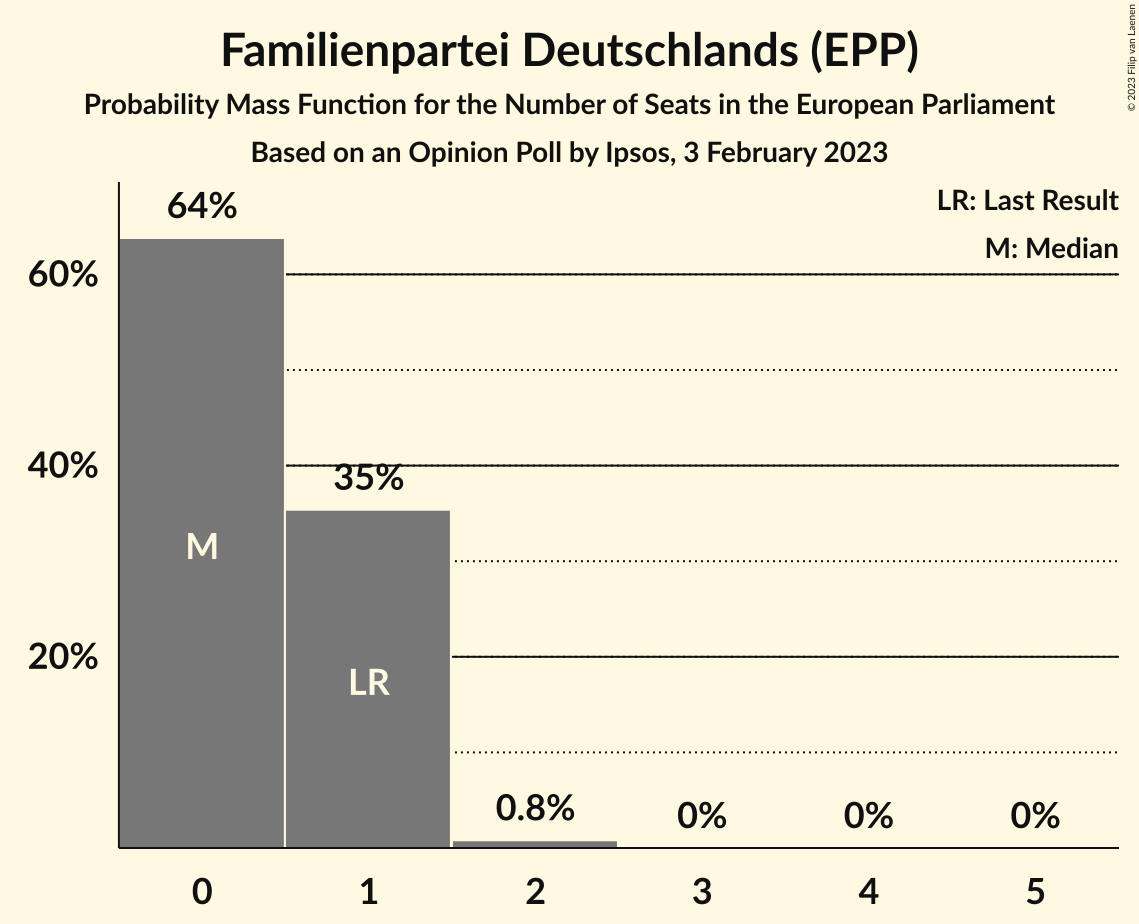 Familienpartei Deutschlands (EPP)
Probability Mass Function for the Number of Seats in the European Parliament
Based on an Opinion Poll by Ipsos, 3 February 2023
© 2023 Filip van Laenen
LR: Last Result
M: Median
64%
60%
40%
35%
M
20%
LR
0.8%
0%
0%
0%
0
1
2
3
4
5